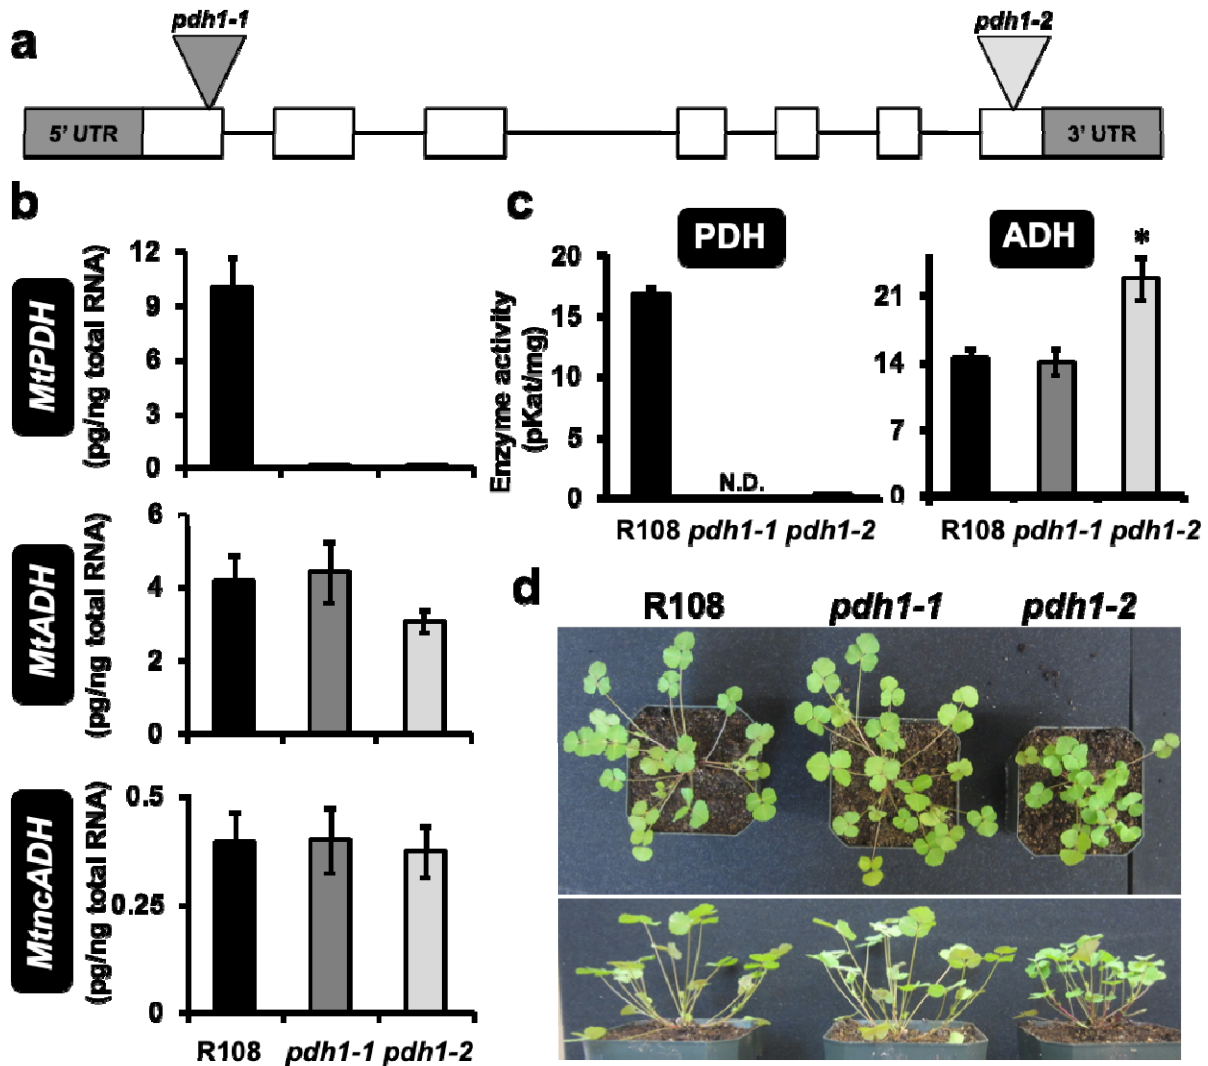 a
pdh1-1
pdh1-2
5' UTR
3' UTR
b
MtPDH
(pg/ng total RNA)
12
9
6
3
0
MtADH
(pg/ng total RNA)
6
4
2
0
MtncADH
(pg/ng total RNA)
0.5
0.25
0
R108 pdh1-1 pdh1-2
c
PDH
Enzyme activity
(pKat/mg)
20
15
10
5
0
N.D.
R108 pdh1-1 pdh1-2
ADH
*
21
14
7
0
R108 pdh1-1 pdh1-2
d
R108 pdh1-1 pdh1-2